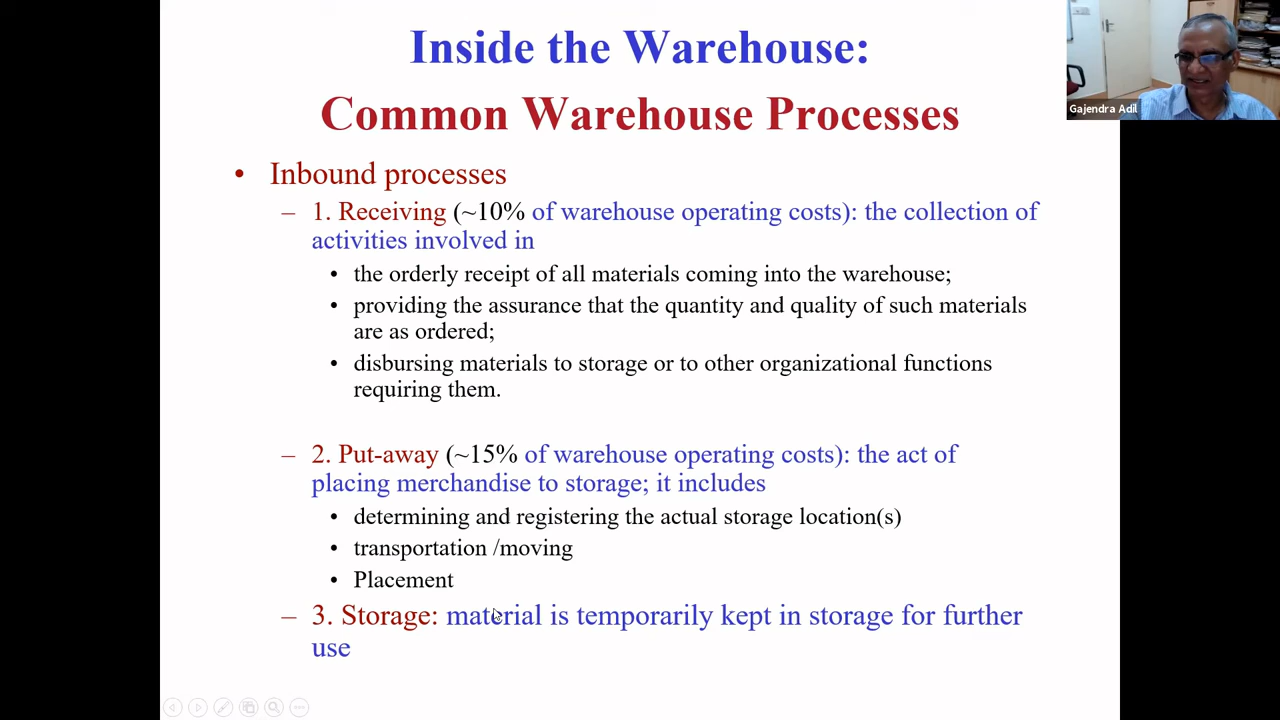 Inside the Warehouse:
Common Warehouse Processes
Gajendra Adil
• Inbound processes
– 1. Receiving (~10% of warehouse operating costs): the collection of
activities involved in
• the orderly receipt of all materials coming into the warehouse;
• providing the assurance that the quantity and quality of such materials
are as ordered;
• disbursing materials to storage or to other organizational functions
requiring them.
– 2. Put-away (~15% of warehouse operating costs): the act of
placing merchandise to storage; it includes
• determining and registering the actual storage location(s)
• transportation /moving
• Placement
– 3. Storage: material is temporarily kept in storage for further
use